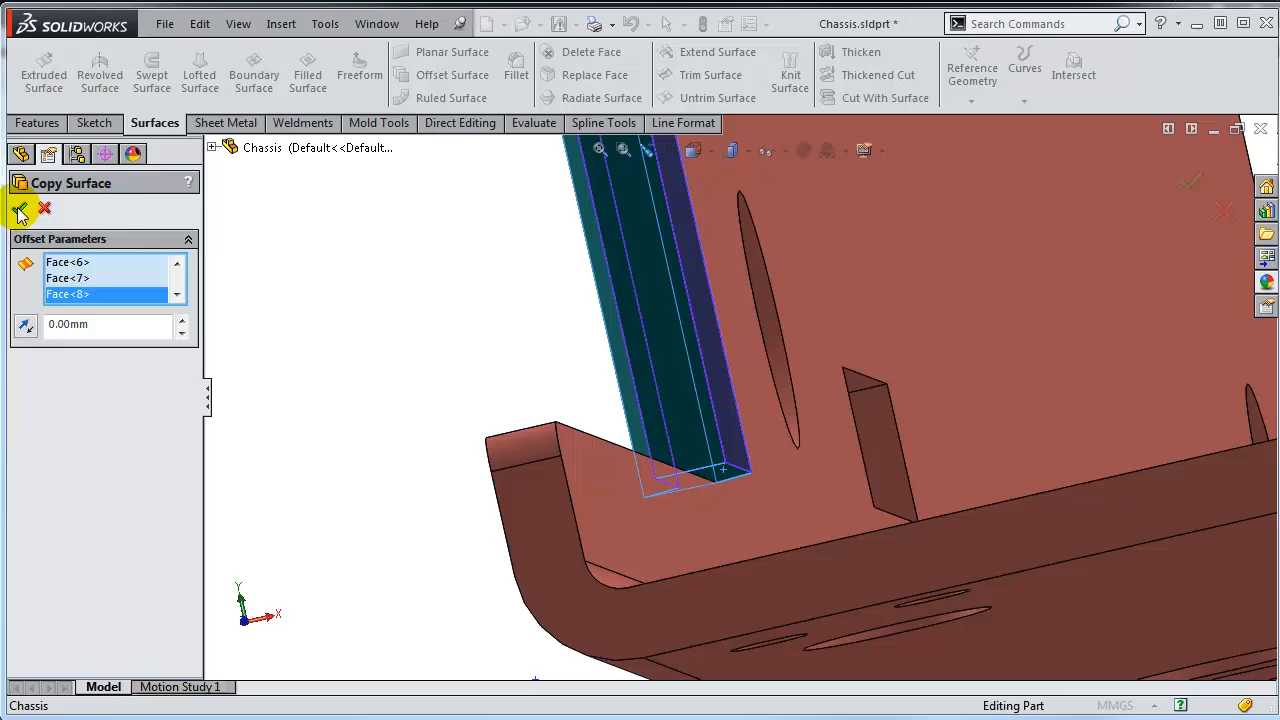 SOLIDWORKS File Edit View Insert Tools Window Help Chassis.sldprt * Search Commands
Extruded Surface
Revolved Surface
Swept Surface
Lofted Surface
Boundary Surface
Filled Surface
Freeform
Planar Surface
Offset Surface
Ruled Surface
Fillet
Delete Face
Replace Face
Radiate Surface
Extend Surface
Trim Surface
Untrim Surface
Knit Surface
Thicken
Thickened Cut
Cut With Surface
Reference Geometry
Curves
Intersect
Features Sketch Surfaces Sheet Metal Weldments Mold Tools Direct Editing Evaluate Spline Tools Line Format
Chassis (Default<<Default...
Copy Surface ?
Offset Parameters
Face<6>
Face<7>
Face<8>
0.00mm
Y
X
Model Motion Study 1
Chassis Editing Part MMGS ?